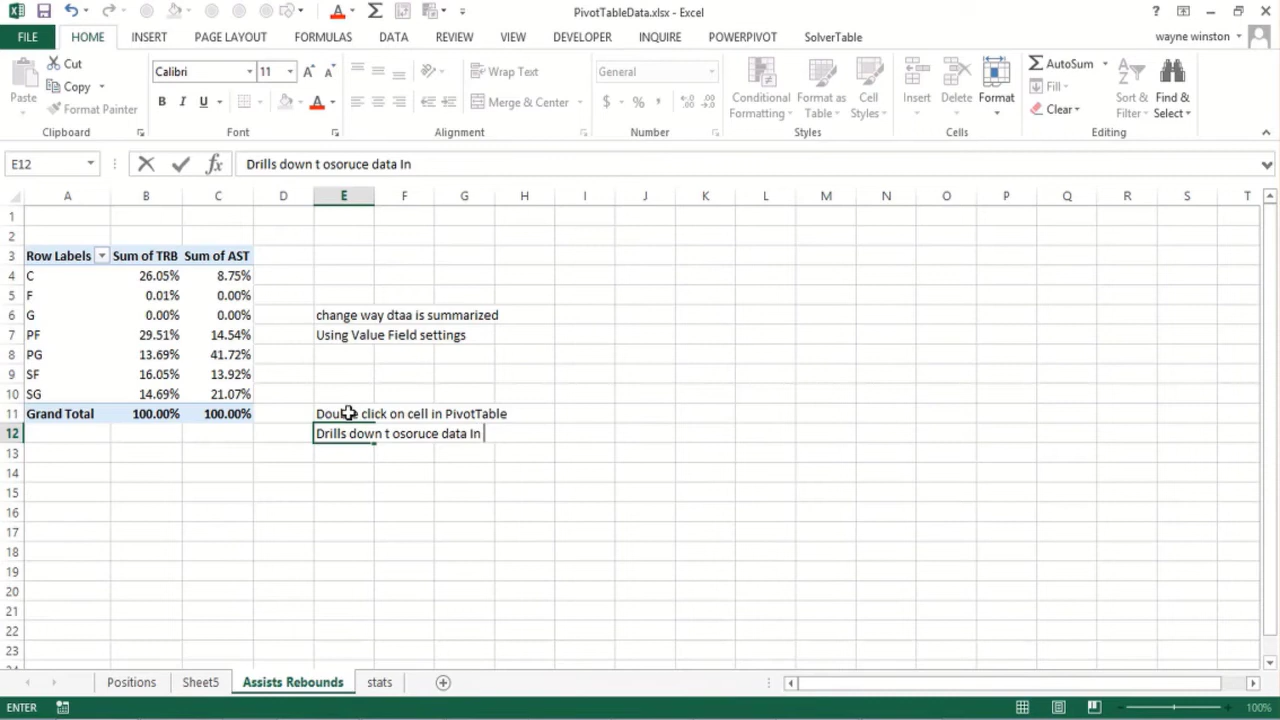 PivotTableData.xlsx - Excel
FILE HOME INSERT PAGE LAYOUT FORMULAS DATA REVIEW VIEW DEVELOPER INQUIRE POWERPIVOT SolverTable wayne winston
Paste
Cut
Copy
Format Painter
Clipboard
Calibri 11
B I U
Font
Wrap Text
Merge & Center
Alignment
General
$ % ,
Number
Conditional Formatting
Format as Table
Cell Styles
Styles
Insert Delete Format
Cells
AutoSum
Fill
Clear
Sort & Filter
Find & Select
Editing
E12 fx Drills down t osoruce data In
A B C D E F G H I J K L M N O P Q R S T
1
2
3 Row Labels Sum of TRB Sum of AST
4 C 26.05% 8.75%
5 F 0.01% 0.00%
6 G 0.00% 0.00% change way dtaa is summarized
7 PF 29.51% 14.54% Using Value Field settings
8 PG 13.69% 41.72%
9 SF 16.05% 13.92%
10 SG 14.69% 21.07%
11 Grand Total 100.00% 100.00% Double click on cell in PivotTable
12 Drills down t osoruce data In
13
14
15
16
17
18
19
20
21
22
23
Positions Sheet5 Assists Rebounds stats
ENTER 100%